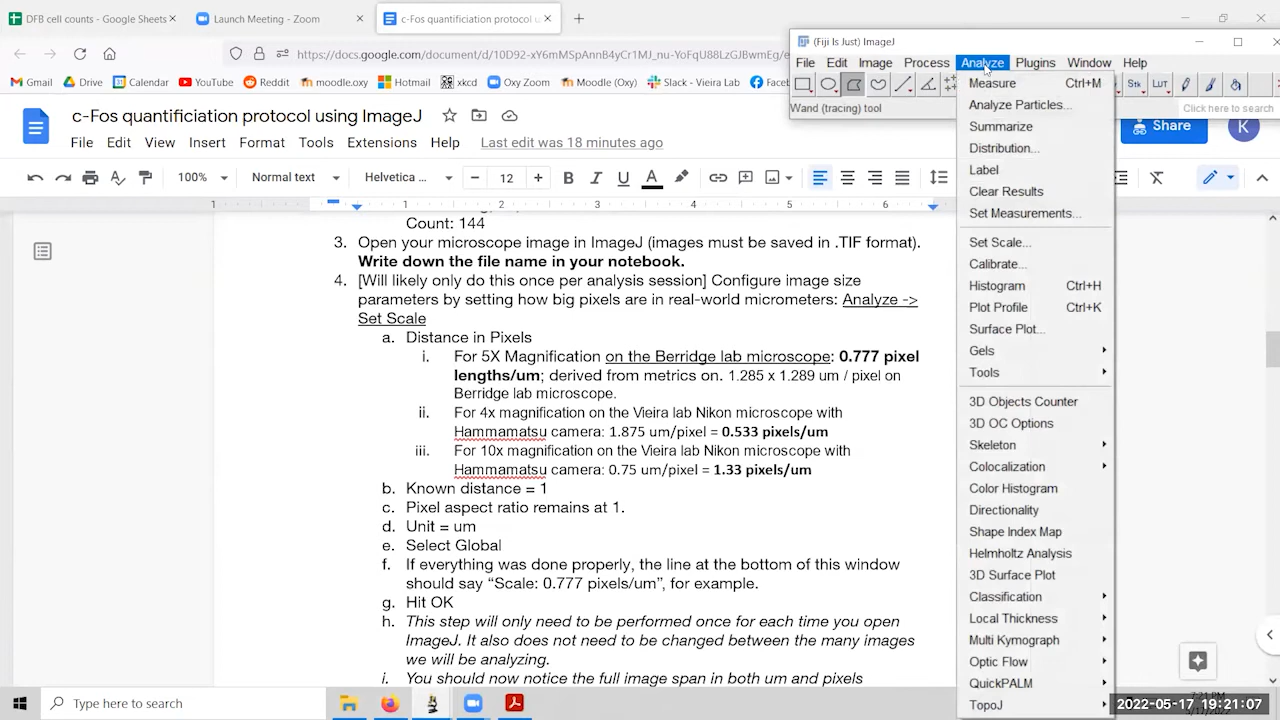 DFB cell counts - Google Sheets
Launch Meeting - Zoom
c-Fos quantificiation protocol u
https://docs.google.com/document/d/10D92-xY6mMSpAnnB4yCr1MJ_nu-YoFqU88LzGJBwmEg/e
Gmail Drive Calendar YouTube Reddit moodle.oxy Hotmail xkcd Oxy Zoom Moodle (Oxy) Slack - Vieira Lab
c-Fos quantificiation protocol using ImageJ
File Edit View Insert Format Tools Extensions Help Last edit was 18 minutes ago
Share
K
100% Normal text Helvetica ... 12 B I U A
1 1 2 3 4 5 6
Count: 144
3. Open your microscope image in ImageJ (images must be saved in .TIF format).
Write down the file name in your notebook.
4. [Will likely only do this once per analysis session] Configure image size
parameters by setting how big pixels are in real-world micrometers: Analyze ->
Set Scale
a. Distance in Pixels
i. For 5X Magnification on the Berridge lab microscope: 0.777 pixel
lengths/um; derived from metrics on. 1.285 x 1.289 um / pixel on
Berridge lab microscope.
ii. For 4x magnification on the Vieira lab Nikon microscope with
Hammamatsu camera: 1.875 um/pixel = 0.533 pixels/um
iii. For 10x magnification on the Vieira lab Nikon microscope with
Hammamatsu camera: 0.75 um/pixel = 1.33 pixels/um
b. Known distance = 1
c. Pixel aspect ratio remains at 1.
d. Unit = um
e. Select Global
f. If everything was done properly, the line at the bottom of this window
should say “Scale: 0.777 pixels/um”, for example.
g. Hit OK
h. This step will only need to be performed once for each time you open
ImageJ. It also does not need to be changed between the many images
we will be analyzing.
i. You should now notice the full image span in both um and pixels
(Fiji Is Just) ImageJ
File Edit Image Process Analyze Plugins Window Help
Stk LUT
Wand (tracing) tool
Click here to search
Measure Ctrl+M
Analyze Particles...
Summarize
Distribution...
Label
Clear Results
Set Measurements...
Set Scale...
Calibrate...
Histogram Ctrl+H
Plot Profile Ctrl+K
Surface Plot...
Gels
Tools
3D Objects Counter
3D OC Options
Skeleton
Colocalization
Color Histogram
Directionality
Shape Index Map
Helmholtz Analysis
3D Surface Plot
Classification
Local Thickness
Multi Kymograph
Optic Flow
QuickPALM
TopoJ
Type here to search
2022-05-17 19:21:07